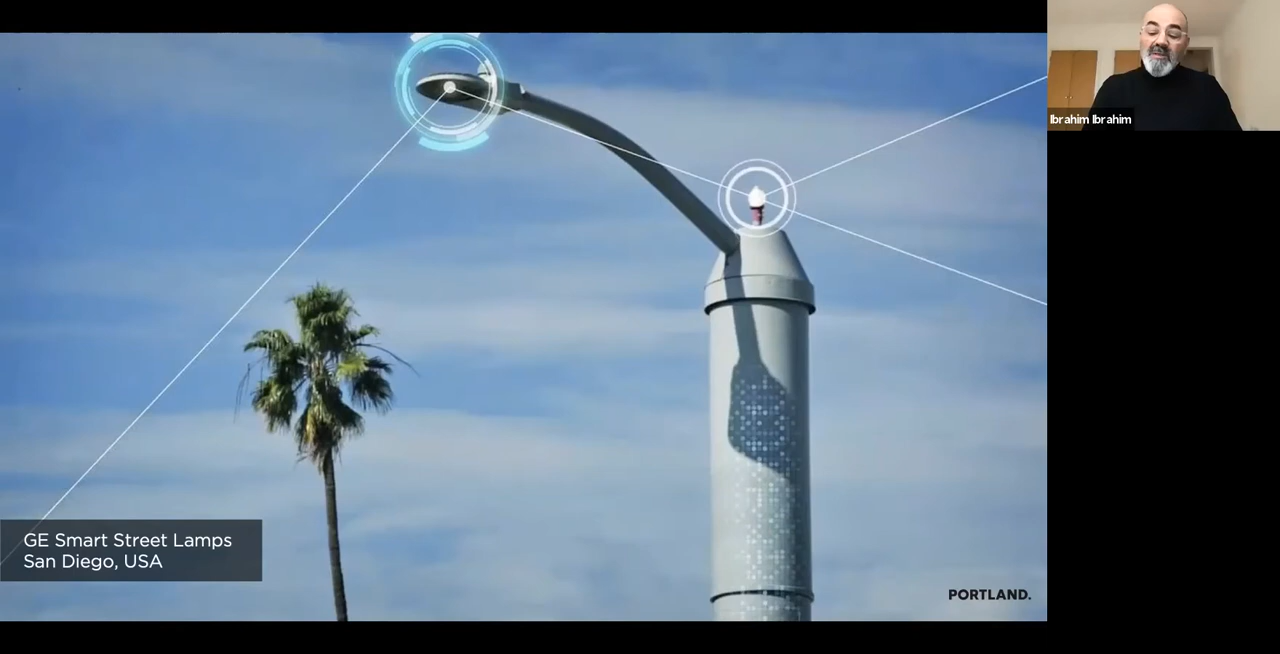 GE Smart Street Lamps
San Diego, USA
PORTLAND.
Ibrahim Ibrahim